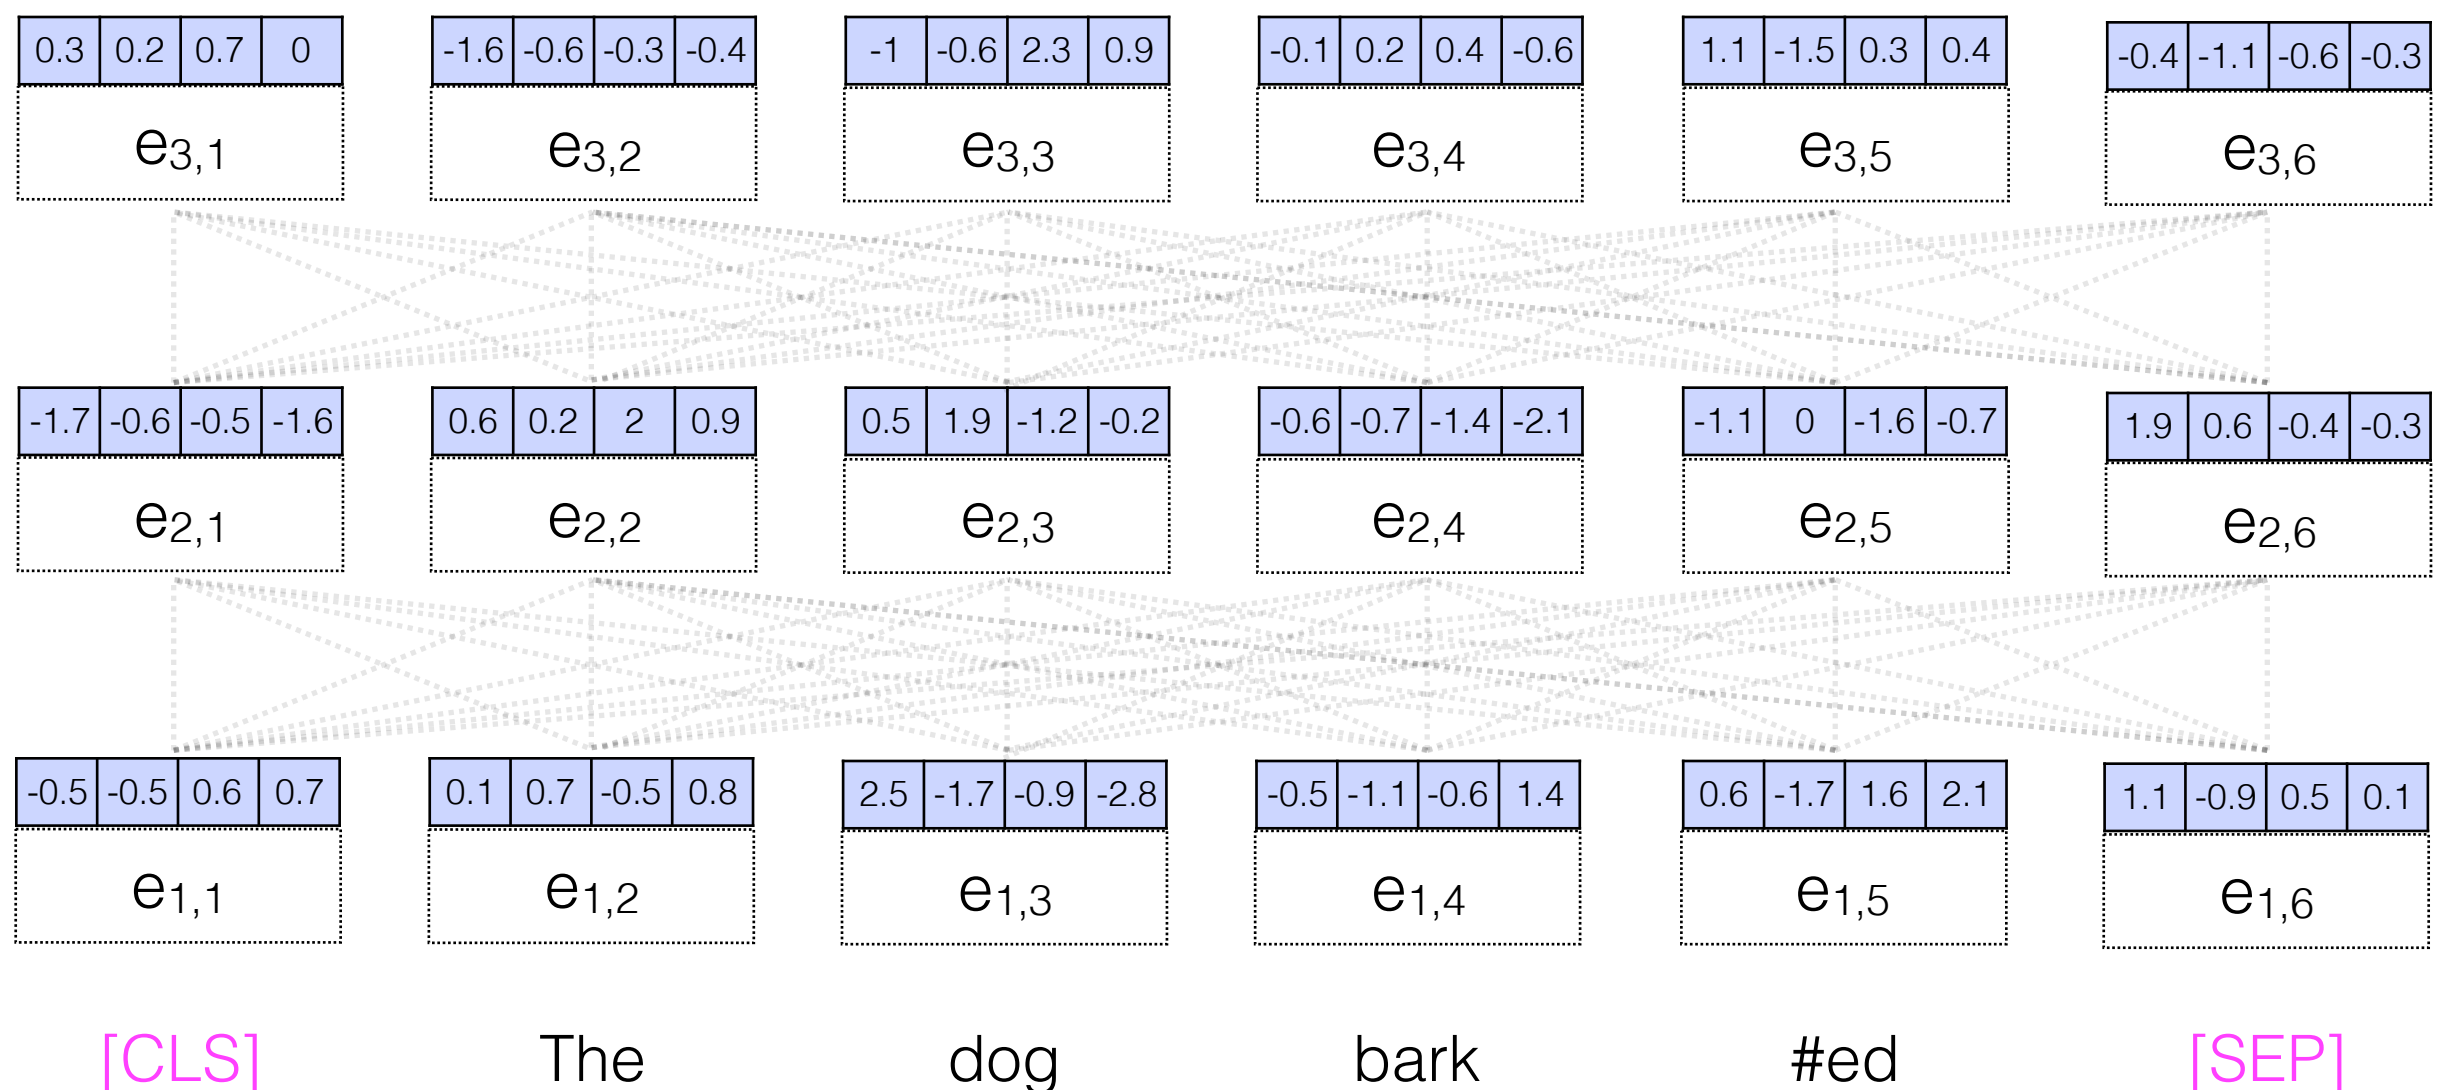 0.3 0.2 0.7 0 -1.6 -0.6 -0.3 -0.4 -1 -0.6 2.3 0.9 -0.1 0.2 0.4 -0.6 1.1 -1.5 0.3 0.4 -0.4 -1.1 -0.6 -0.3
e3,1 e3,2 e3,3 e3,4 e3,5 e3,6
-1.7 -0.6 -0.5 -1.6 0.6 0.2 2 0.9 0.5 1.9 -1.2 -0.2 -0.6 -0.7 -1.4 -2.1 -1.1 0 -1.6 -0.7 1.9 0.6 -0.4 -0.3
e2,1 e2,2 e2,3 e2,4 e2,5 e2,6
-0.5 -0.5 0.6 0.7 0.1 0.7 -0.5 0.8 2.5 -1.7 -0.9 -2.8 -0.5 -1.1 -0.6 1.4 0.6 -1.7 1.6 2.1 1.1 -0.9 0.5 0.1
e1,1 e1,2 e1,3 e1,4 e1,5 e1,6
[CLS] The dog bark #ed [SEP]